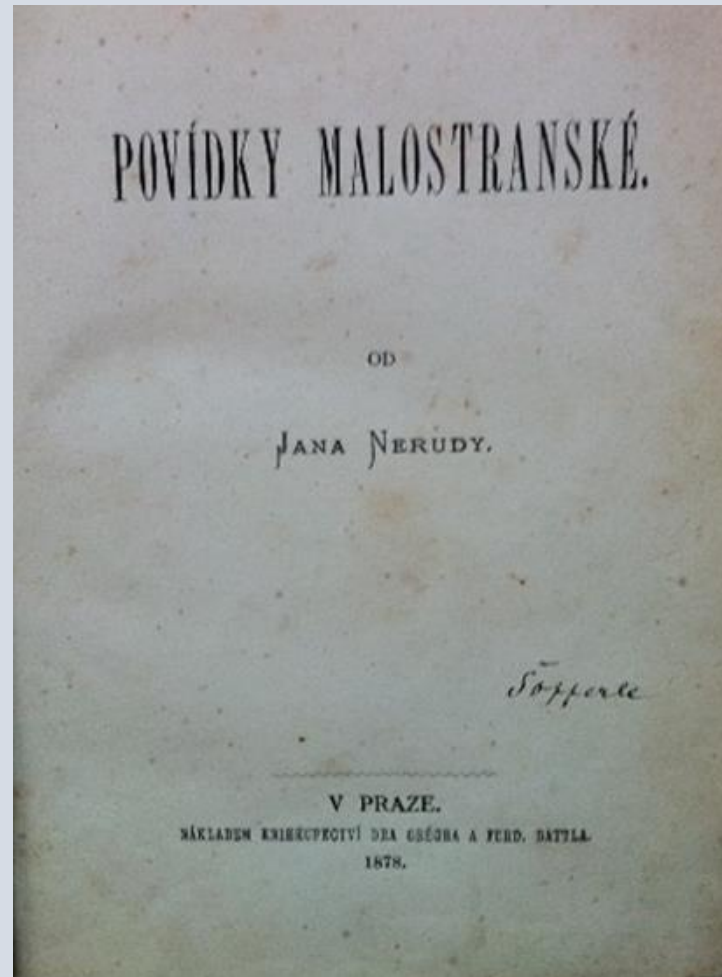 POVÍDKY MALOSTRANSKÉ.
OD
JANA NERUDY.
V PRAZE.
NÁKLADEM KNIHKUPECTVÍ DRA GRÉGRA A FERD. DATTLA.
1878.